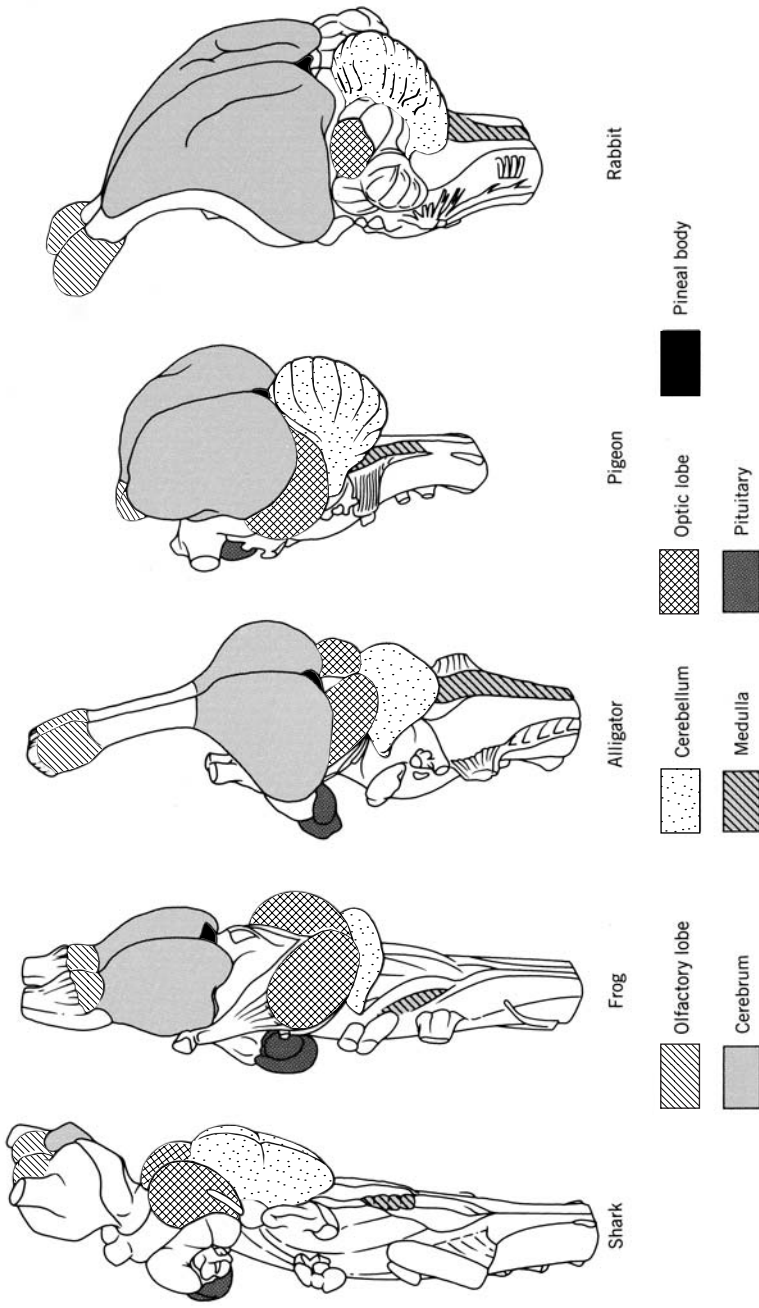 Shark
Frog
Alligator
Pigeon
Rabbit
Olfactory lobe
Cerebellum
Optic lobe
Pineal body
Cerebrum
Medulla
Pituitary